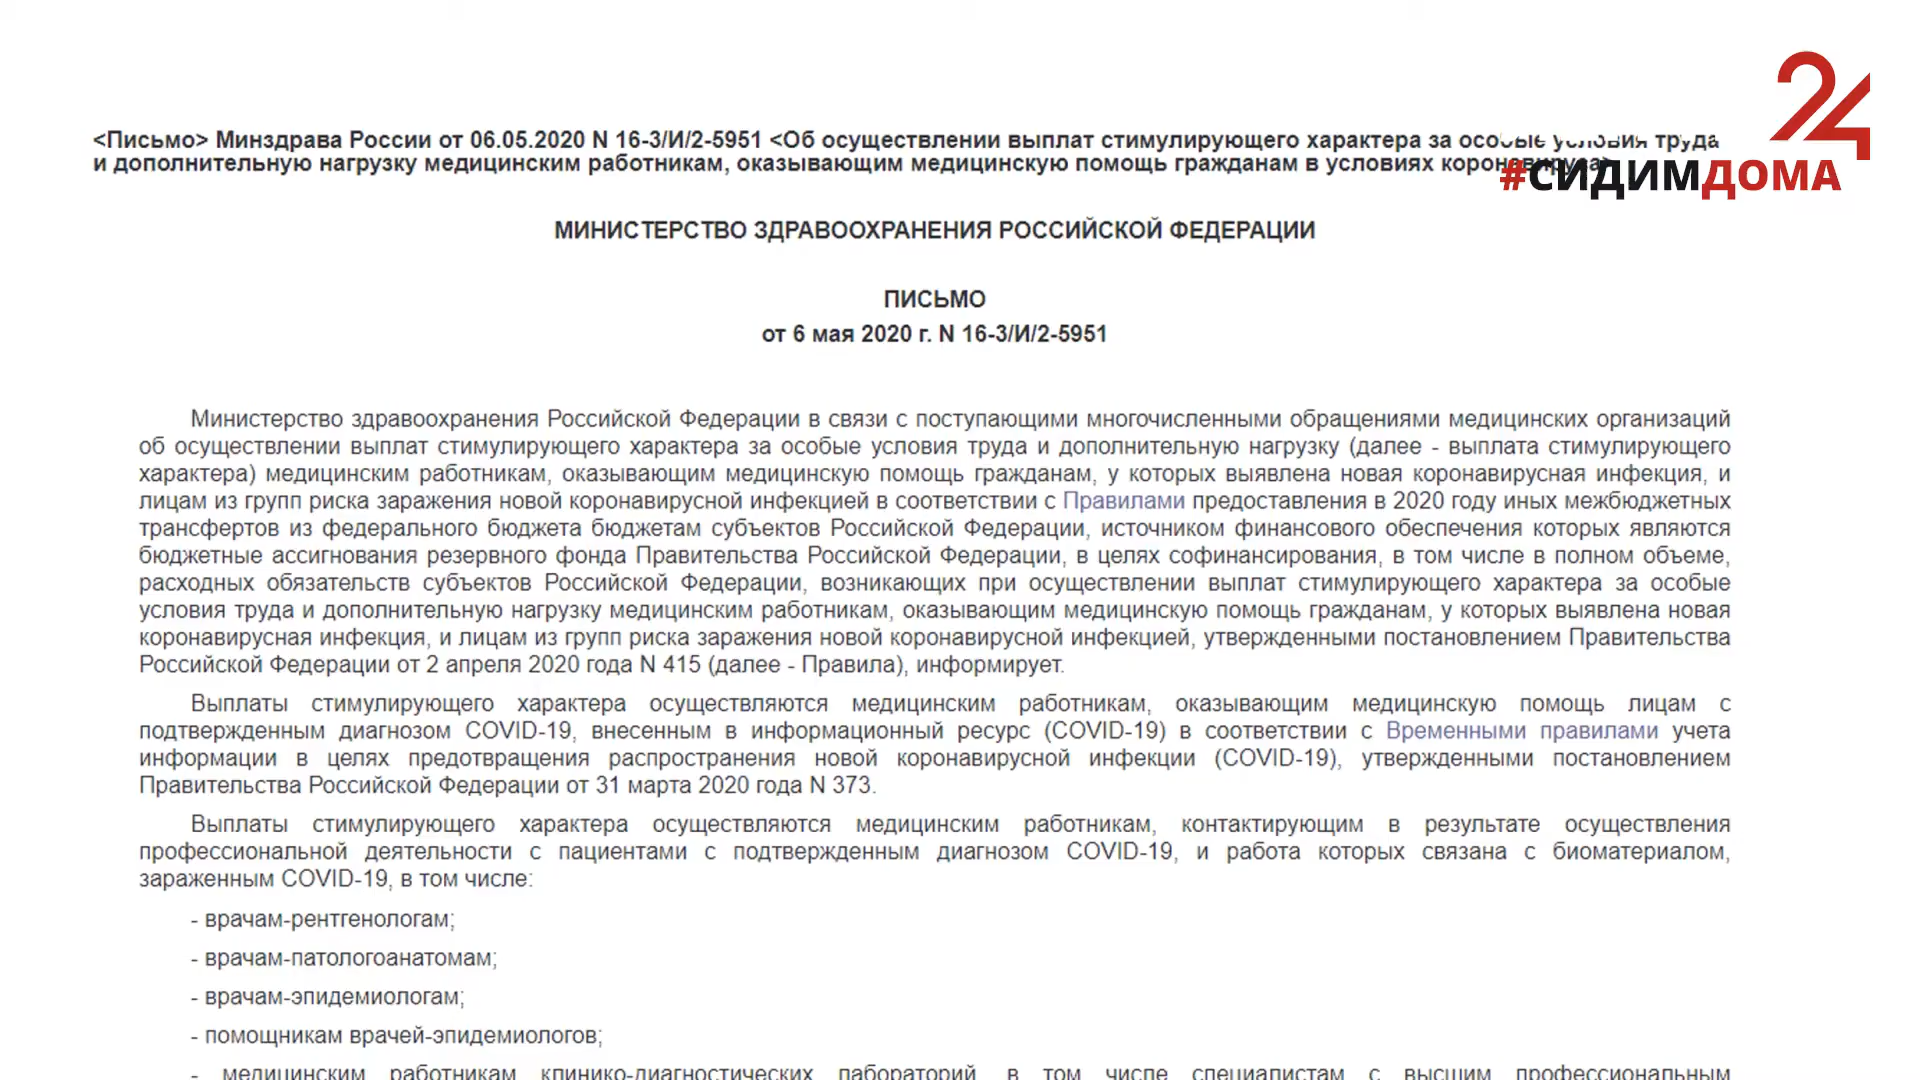 24
<Письмо> Минздрава России от 06.05.2020 N 16-3/И/2-5951 <Об осуществлении выплат стимулирующего характера за особые условия труда
и дополнительную нагрузку медицинским работникам, оказывающим медицинскую помощь гражданам в условиях коронавируса>
#СИДИМДОМА
МИНИСТЕРСТВО ЗДРАВООХРАНЕНИЯ РОССИЙСКОЙ ФЕДЕРАЦИИ
ПИСЬМО
от 6 мая 2020 г. N 16-3/И/2-5951
Министерство здравоохранения Российской Федерации в связи с поступающими многочисленными обращениями медицинских организаций
об осуществлении выплат стимулирующего характера за особые условия труда и дополнительную нагрузку (далее - выплата стимулирующего
характера) медицинским работникам, оказывающим медицинскую помощь гражданам, у которых выявлена новая коронавирусная инфекция, и
лицам из групп риска заражения новой коронавирусной инфекцией в соответствии с Правилами предоставления в 2020 году иных межбюджетных
трансфертов из федерального бюджета бюджетам субъектов Российской Федерации, источником финансового обеспечения которых являются
бюджетные ассигнования резервного фонда Правительства Российской Федерации, в целях софинансирования, в том числе в полном объеме,
расходных обязательств субъектов Российской Федерации, возникающих при осуществлении выплат стимулирующего характера за особые
условия труда и дополнительную нагрузку медицинским работникам, оказывающим медицинскую помощь гражданам, у которых выявлена новая
коронавирусная инфекция, и лицам из групп риска заражения новой коронавирусной инфекцией, утвержденными постановлением Правительства
Российской Федерации от 2 апреля 2020 года N 415 (далее - Правила), информирует.
Выплаты стимулирующего характера осуществляются медицинским работникам, оказывающим медицинскую помощь лицам с
подтвержденным диагнозом COVID-19, внесенным в информационный ресурс (COVID-19) в соответствии с Временными правилами учета
информации в целях предотвращения распространения новой коронавирусной инфекции (COVID-19), утвержденными постановлением
Правительства Российской Федерации от 31 марта 2020 года N 373.
Выплаты стимулирующего характера осуществляются медицинским работникам, контактирующим в результате осуществления
профессиональной деятельности с пациентами с подтвержденным диагнозом COVID-19, и работа которых связана с биоматериалом,
зараженным COVID-19, в том числе:
- врачам-рентгенологам;
- врачам-патологоанатомам;
- врачам-эпидемиологам;
- помощникам врачей-эпидемиологов;
- медицинским работникам клинико-диагностических лабораторий, в том числе специалистам с высшим профессиональным